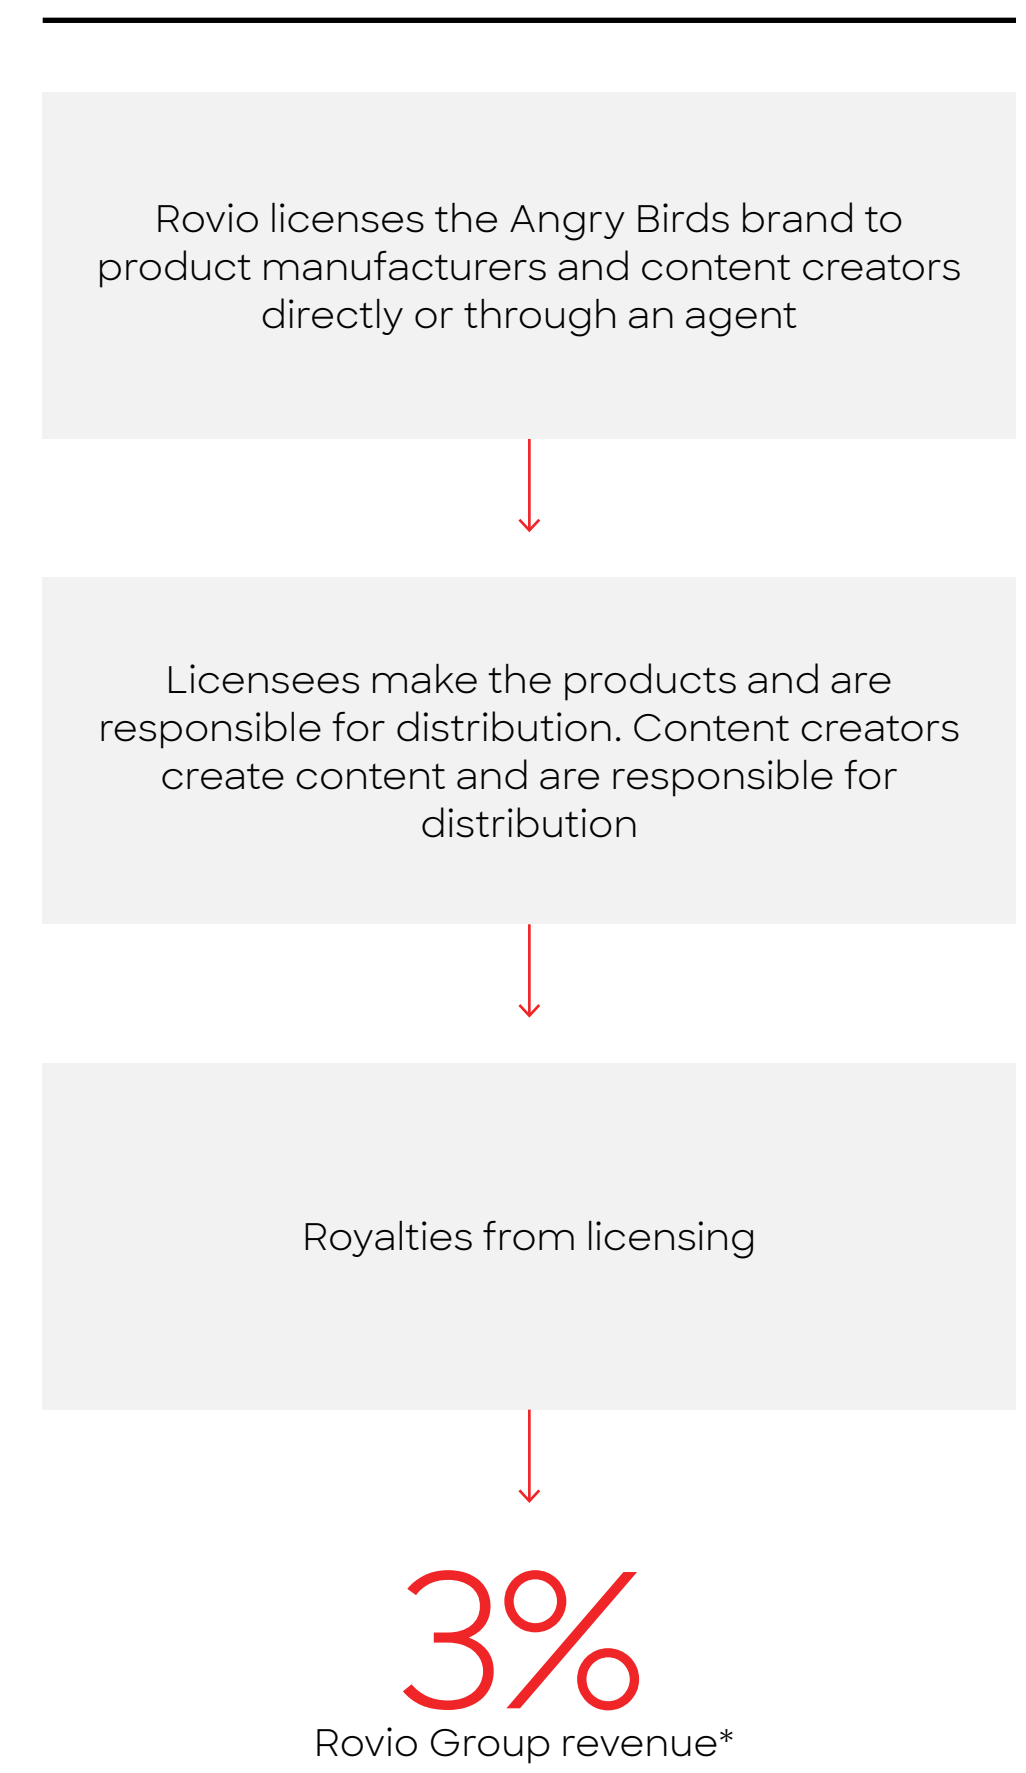 Rovio licenses the Angry Birds brand to
product manufacturers and content creators
directly or through an agent
Licensees make the products and are
responsible for distribution. Content creators
create content and are responsible for
distribution
Royalties from licensing
3%
Rovio Group revenue*